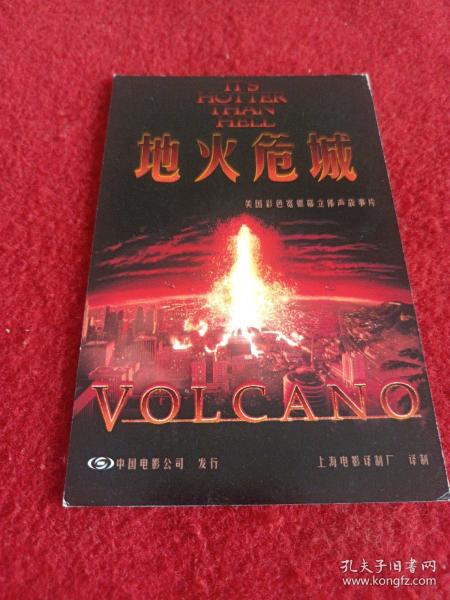 IT'S
HOTTER
THAN
HELL
地火危城
美国彩色宽银幕立体声故事片
VOLCANO
中国电影公司 发行
上海电影译制厂 译制
孔夫子旧书网
www.kongfz.com